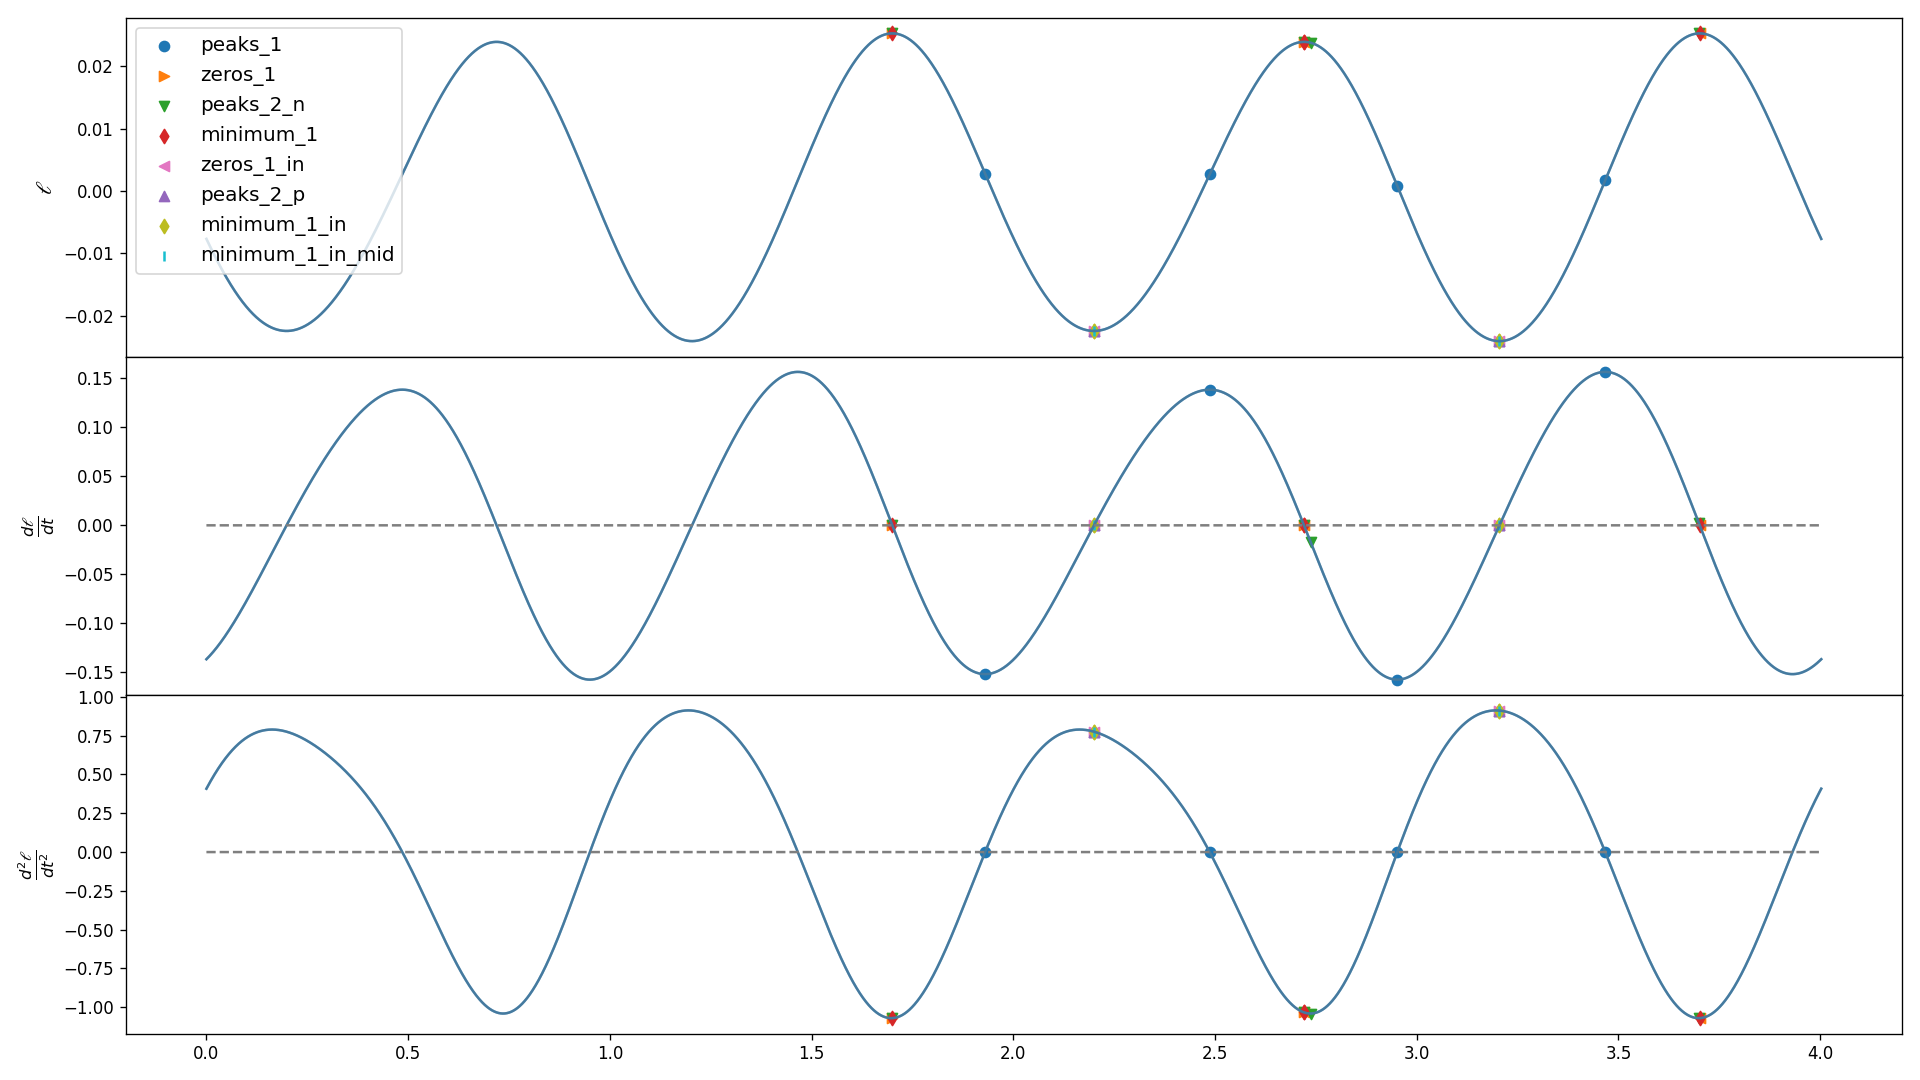 peaks_1
zeros_1
peaks_2_n
minimum_1
zeros_1_in
peaks_2_p
minimum_1_in
minimum_1_in_mid
0.02
0.01
0.00
−0.01
−0.02
ℓ
0.15
0.10
0.05
0.00
−0.05
−0.10
−0.15
dℓ/dt
1.00
0.75
0.50
0.25
0.00
−0.25
−0.50
−0.75
−1.00
d²ℓ/dt²
0.0 0.5 1.0 1.5 2.0 2.5 3.0 3.5 4.0